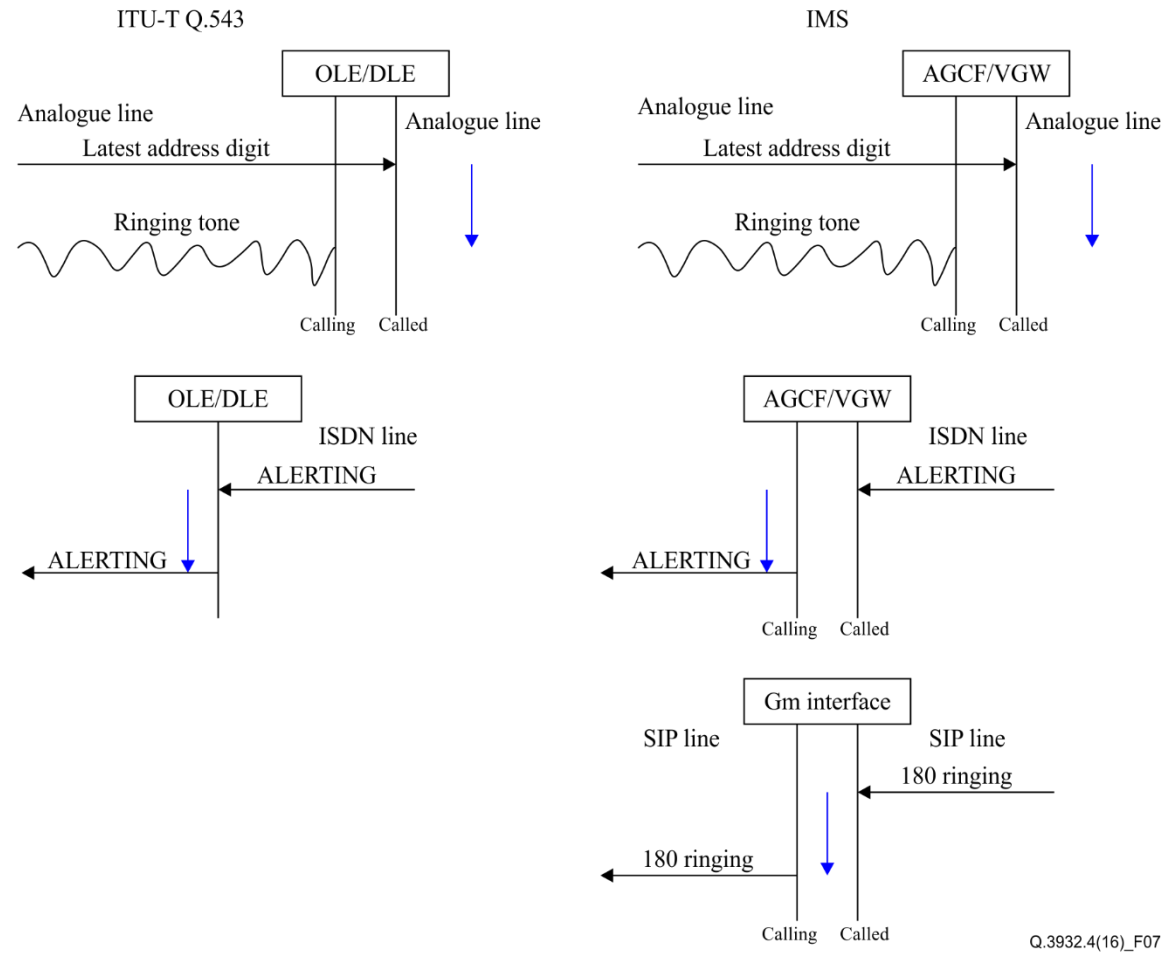 ITU-T Q.543
IMS
OLE/DLE
AGCF/VGW
Analogue line
Analogue line
Analogue line
Analogue line
Latest address digit
Latest address digit
Ringing tone
Ringing tone
Calling
Called
Calling
Called
OLE/DLE
AGCF/VGW
ISDN line
ISDN line
ALERTING
ALERTING
ALERTING
ALERTING
Calling
Called
Gm interface
SIP line
SIP line
180 ringing
180 ringing
Calling
Called
Q.3932.4(16)_F07